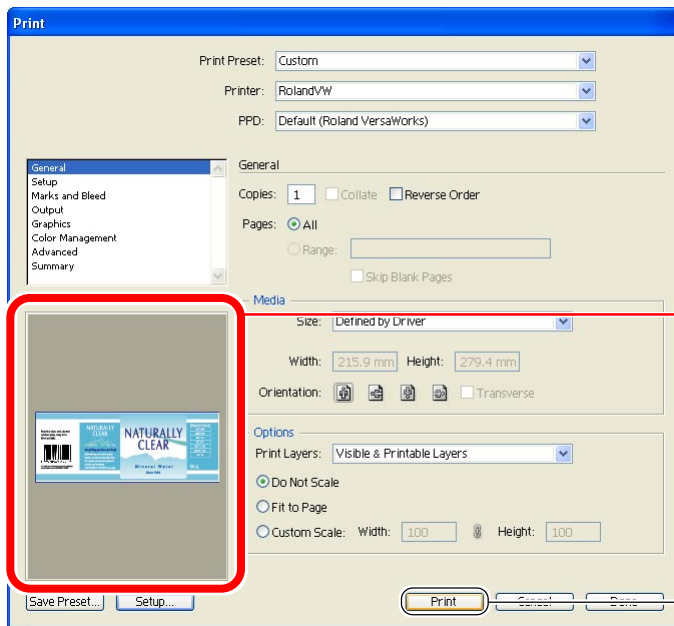 Print
Print Preset: Custom
Printer: RolandVW
PPD: Default (Roland VersaWorks)
General
Setup
Marks and Bleed
Output
Graphics
Color Management
Advanced
Summary
General
Copies: 1 Collate Reverse Order
Pages: All
Range:
Skip Blank Pages
Media
Size: Defined by Driver
Width: 215.9 mm Height: 279.4 mm
Orientation: Transverse
Options
Print Layers: Visible & Printable Layers
Do Not Scale
Fit to Page
Custom Scale: Width: 100 Height: 100
NATURALLY
CLEAR
NATURALLY
CLEAR
Mineral Water
Save Preset... Setup... Print Cancel Done